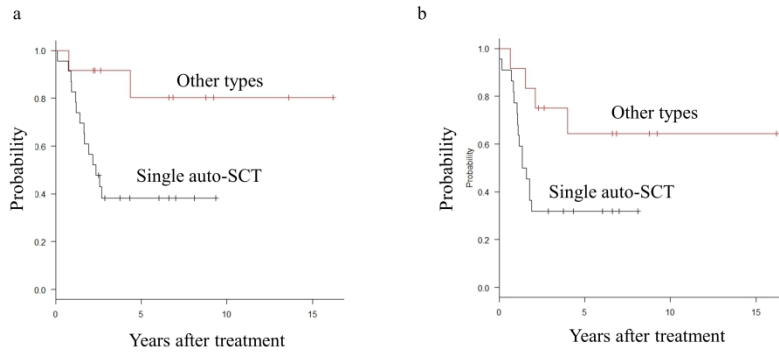 a
1.0
0.8
0.6
0.4
0.2
0.0
Probability
Other types
Single auto-SCT
0
5
10
15
Years after treatment
b
1.0
0.8
0.6
0.4
0.2
0.0
Probability
Probability
Other types
Single auto-SCT
0
5
10
15
Years after treatment